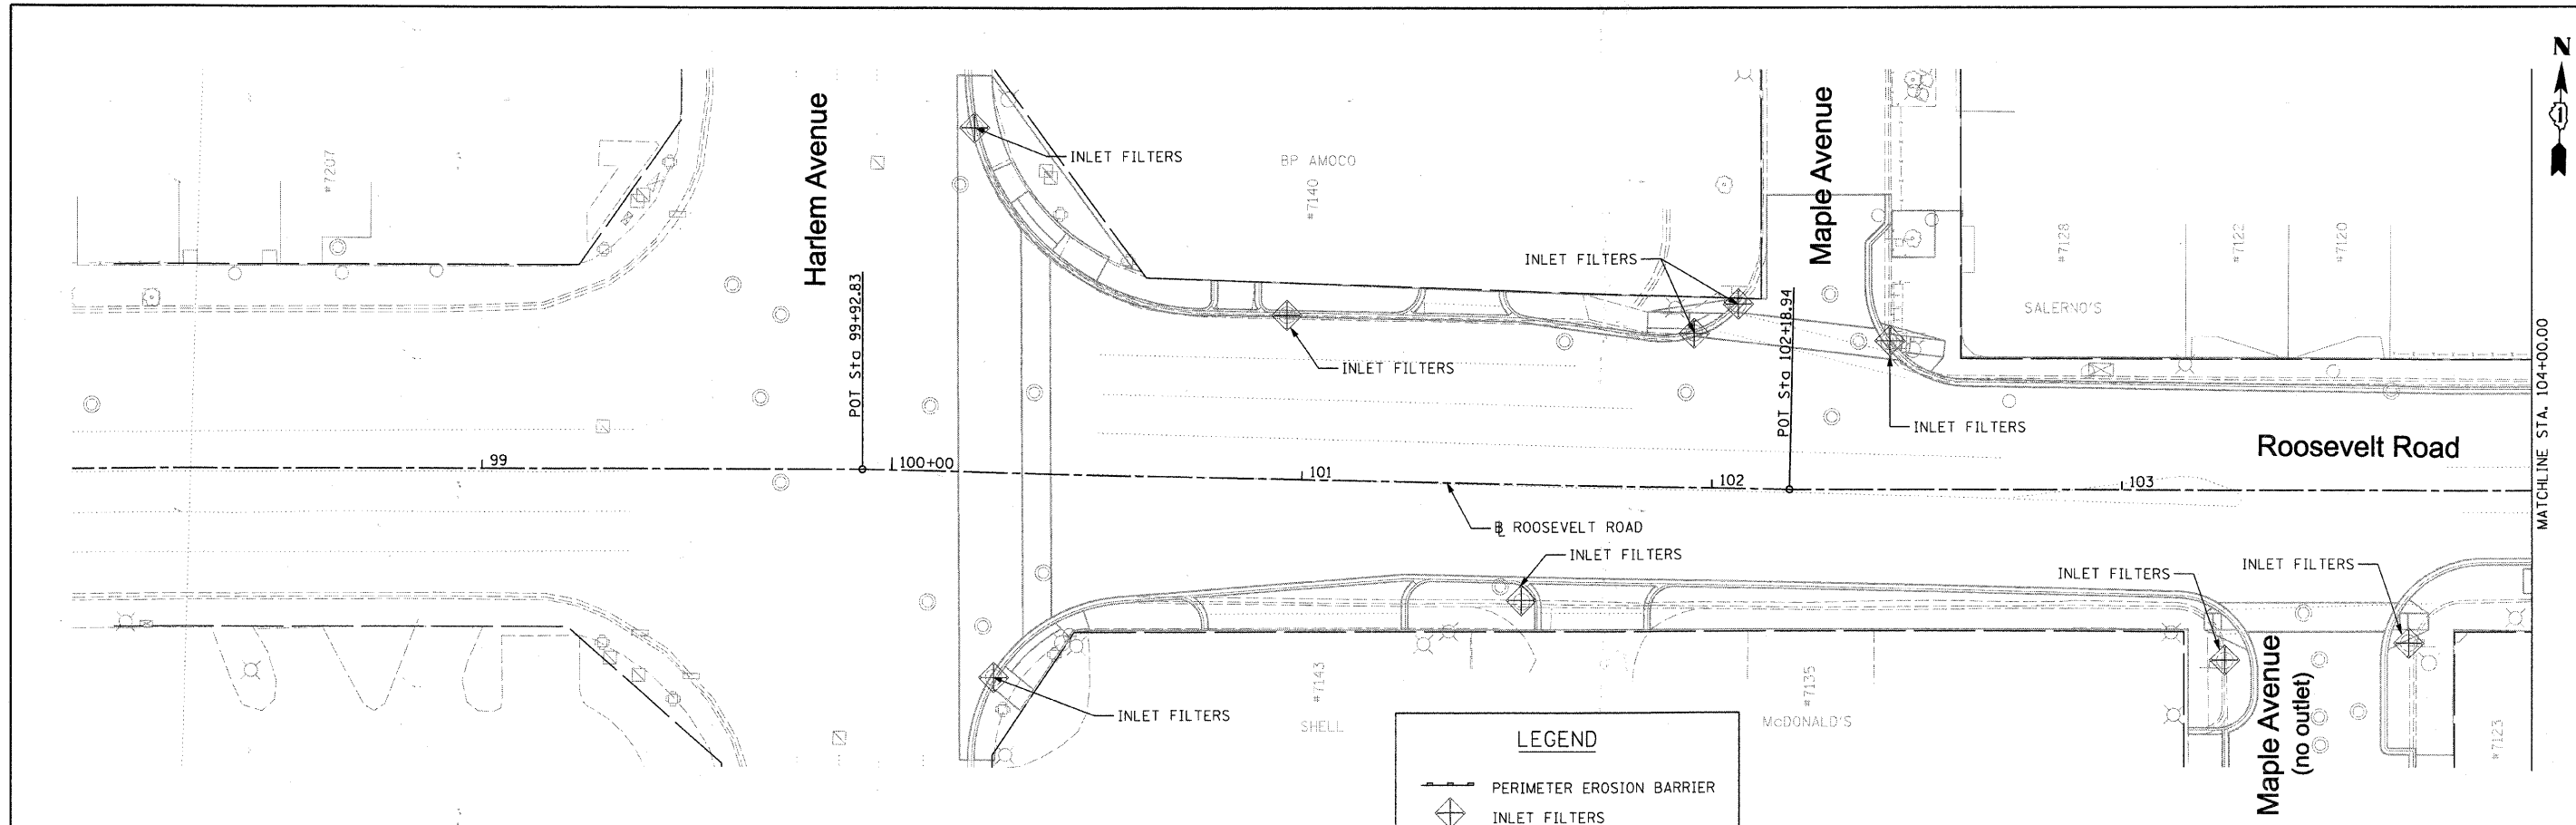 N
1
Harlem Avenue
Maple Avenue
#7207
INLET FILTERS
BP AMOCO
#7140
INLET FILTERS
#7128
#7122
#7120
SALERNO'S
POT Sta 99+92.83
POT Sta 102+18.94
INLET FILTERS
INLET FILTERS
Roosevelt Road
MATCHLINE STA. 104+00.00
99
100+00
101
102
103
℄ ROOSEVELT ROAD
INLET FILTERS
INLET FILTERS
INLET FILTERS
#7143
SHELL
#7135
McDONALD'S
INLET FILTERS
Maple Avenue
(no outlet)
#7123
LEGEND
PERIMETER EROSION BARRIER
INLET FILTERS